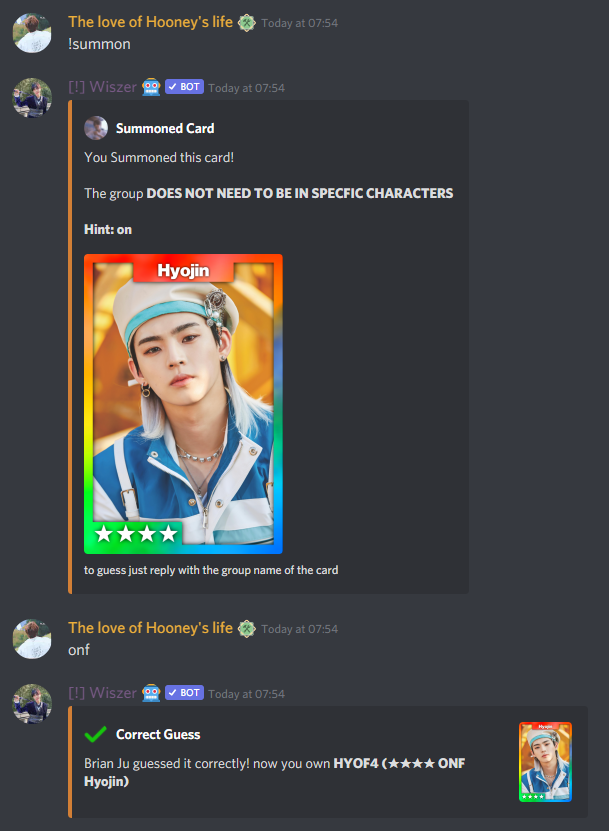 The love of Hooney's life Today at 07:54
!summon
[!] Wiszer ✓ BOT Today at 07:54
Summoned Card
You Summoned this card!
The group DOES NOT NEED TO BE IN SPECFIC CHARACTERS
Hint: on
Hyojin
★★★★
to guess just reply with the group name of the card
The love of Hooney's life Today at 07:54
onf
[!] Wiszer ✓ BOT Today at 07:54
Correct Guess
Brian Ju guessed it correctly! now you own HYOF4 (★★★★ ONF
Hyojin)
Hyojin
★★★★